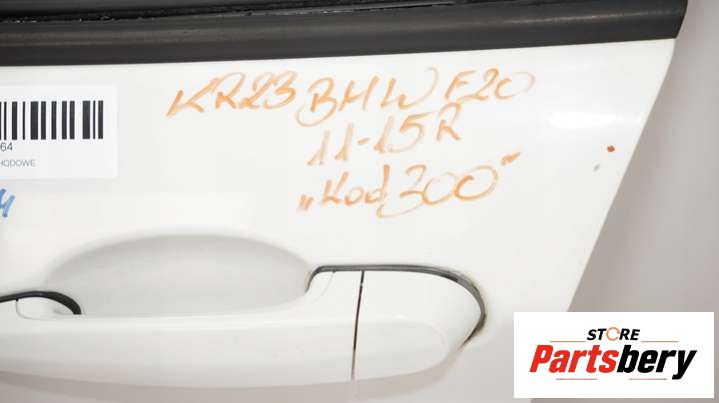 KR23 BMW F20
11-15R
„Kod 300"
64
HODOWE
STORE
Partsbery